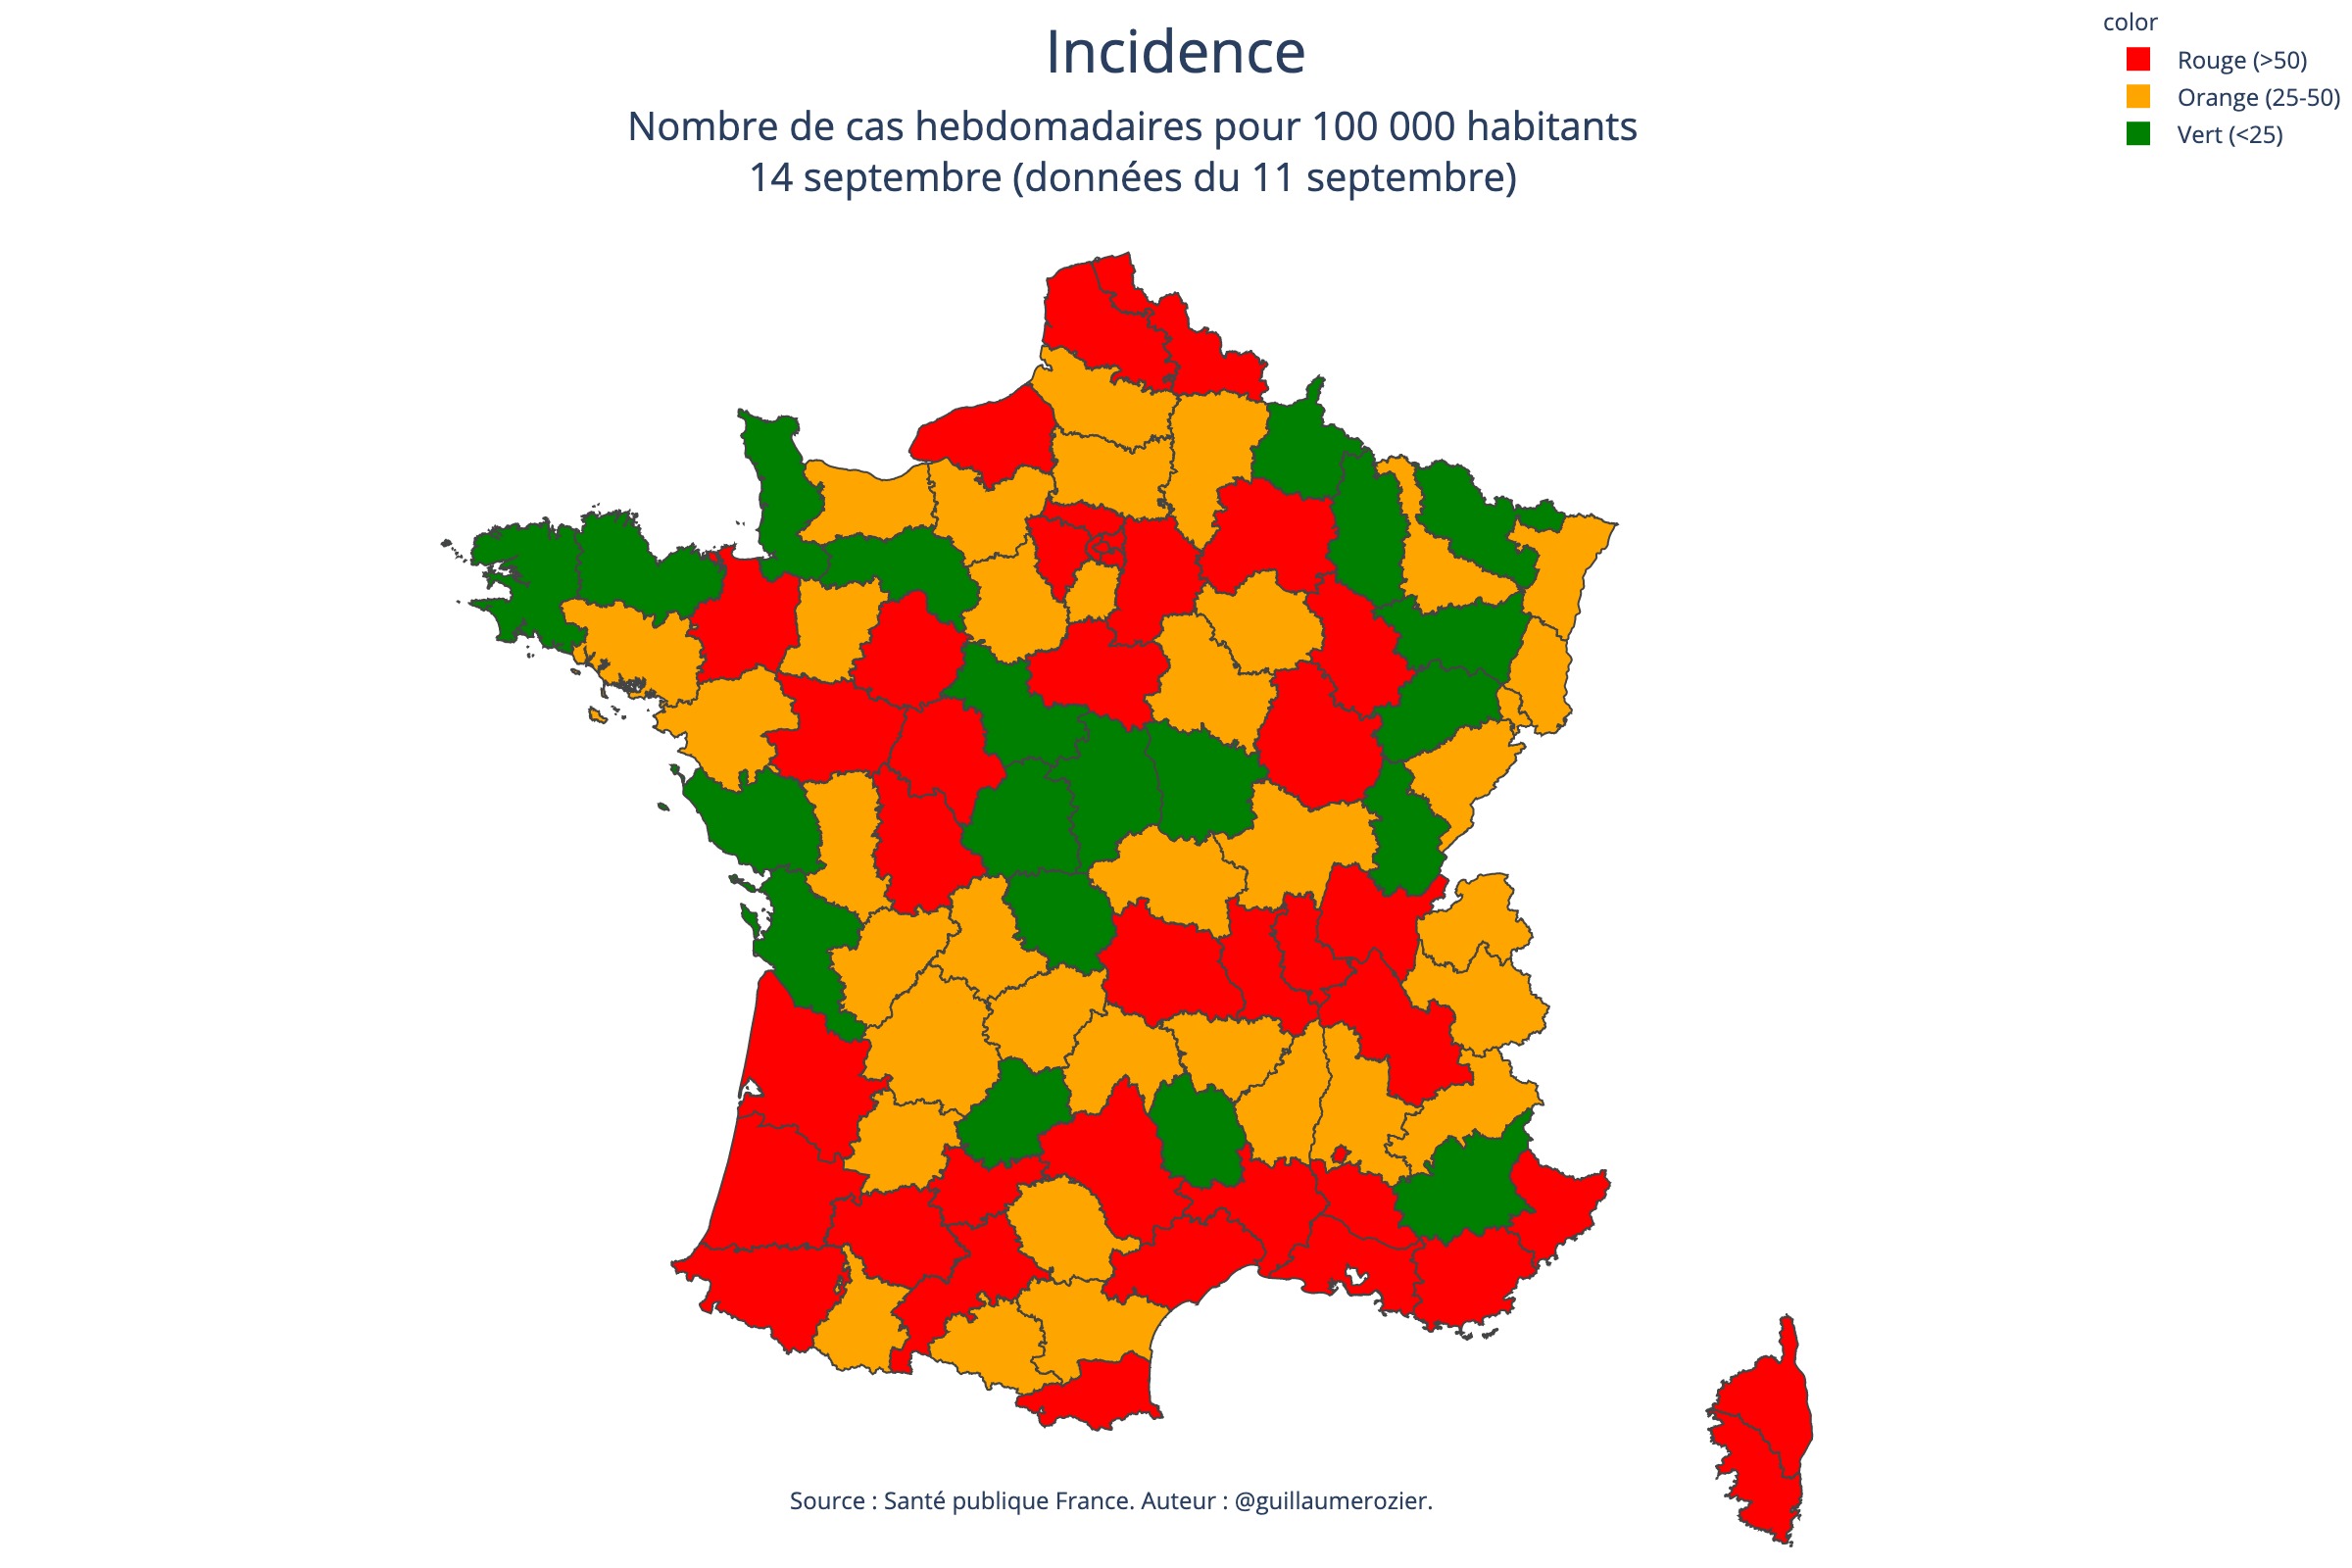 Incidence
Nombre de cas hebdomadaires pour 100 000 habitants
14 septembre (données du 11 septembre)
color
Rouge (>50)
Orange (25-50)
Vert (<25)
Source : Santé publique France. Auteur : @guillaumerozier.